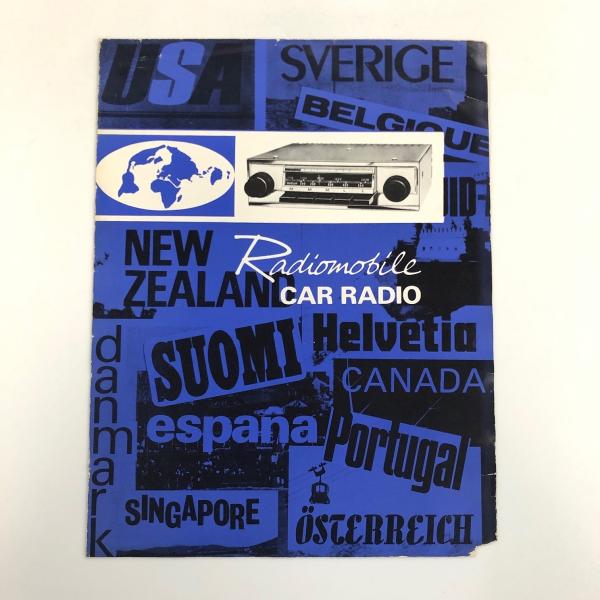 USA
SVERIGE
BELGIQUE
NEW
ZEALAND
Radiomobile
CAR RADIO
SUOMI
Helvetia
CANADA
danmark
españa
Portugal
SINGAPORE
ÖSTERREICH